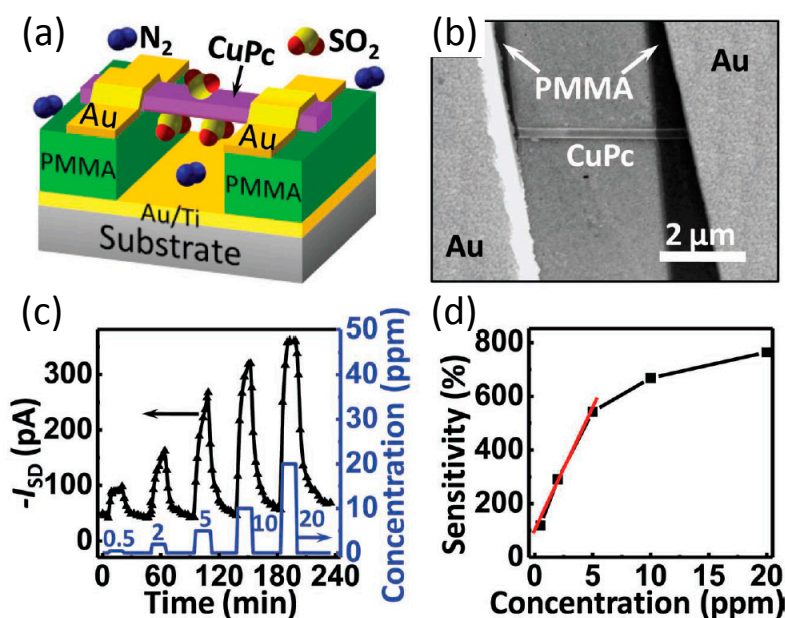 (a)
N2
CuPc
SO2
Au
Au
PMMA
PMMA
Au/Ti
Substrate
(b)
PMMA
Au
CuPc
Au
2 μm
(c)
-ISD (pA)
300
200
100
0
0.5
2
5
10
20
50
40
30
20
10
0
Concentration (ppm)
0 60 120 180 240
Time (min)
(d)
Sensitivity (%)
800
600
400
200
0
0 5 10 15 20
Concentration (ppm)